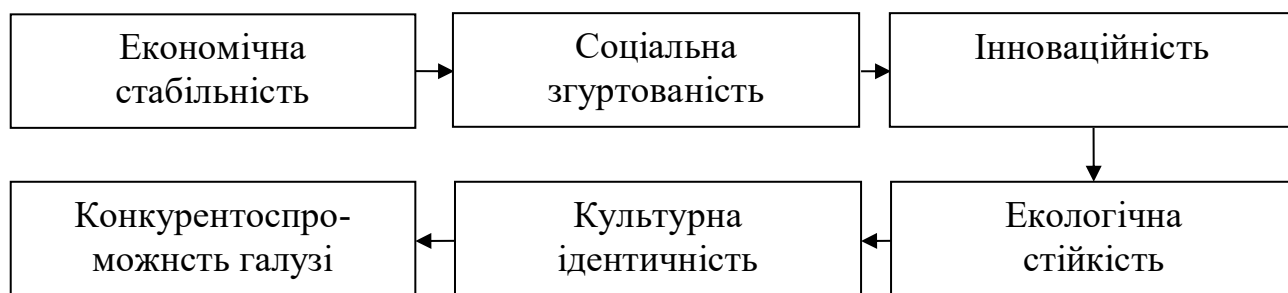 Економічна
стабільність
Соціальна
згуртованість
Інноваційність
Екологічна
стійкість
Культурна
ідентичність
Конкурентоспро-
можнсть галузі